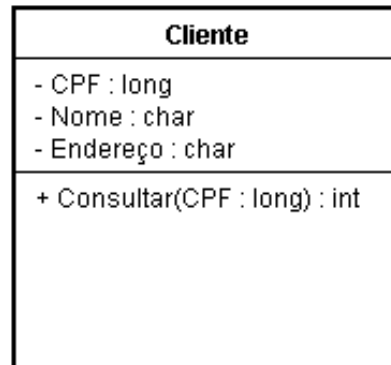 Cliente
- CPF : long
- Nome : char
- Endereço : char
+ Consultar(CPF : long) : int